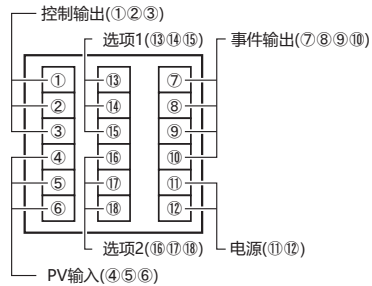 控制输出(①②③)
选项1(⑬⑭⑮)
事件输出(⑦⑧⑨⑩)
① ⑬ ⑦
② ⑭ ⑧
③ ⑮ ⑨
④ ⑯ ⑩
⑤ ⑰ ⑪
⑥ ⑱ ⑫
选项2(⑯⑰⑱)
电源(⑪⑫)
PV输入(④⑤⑥)